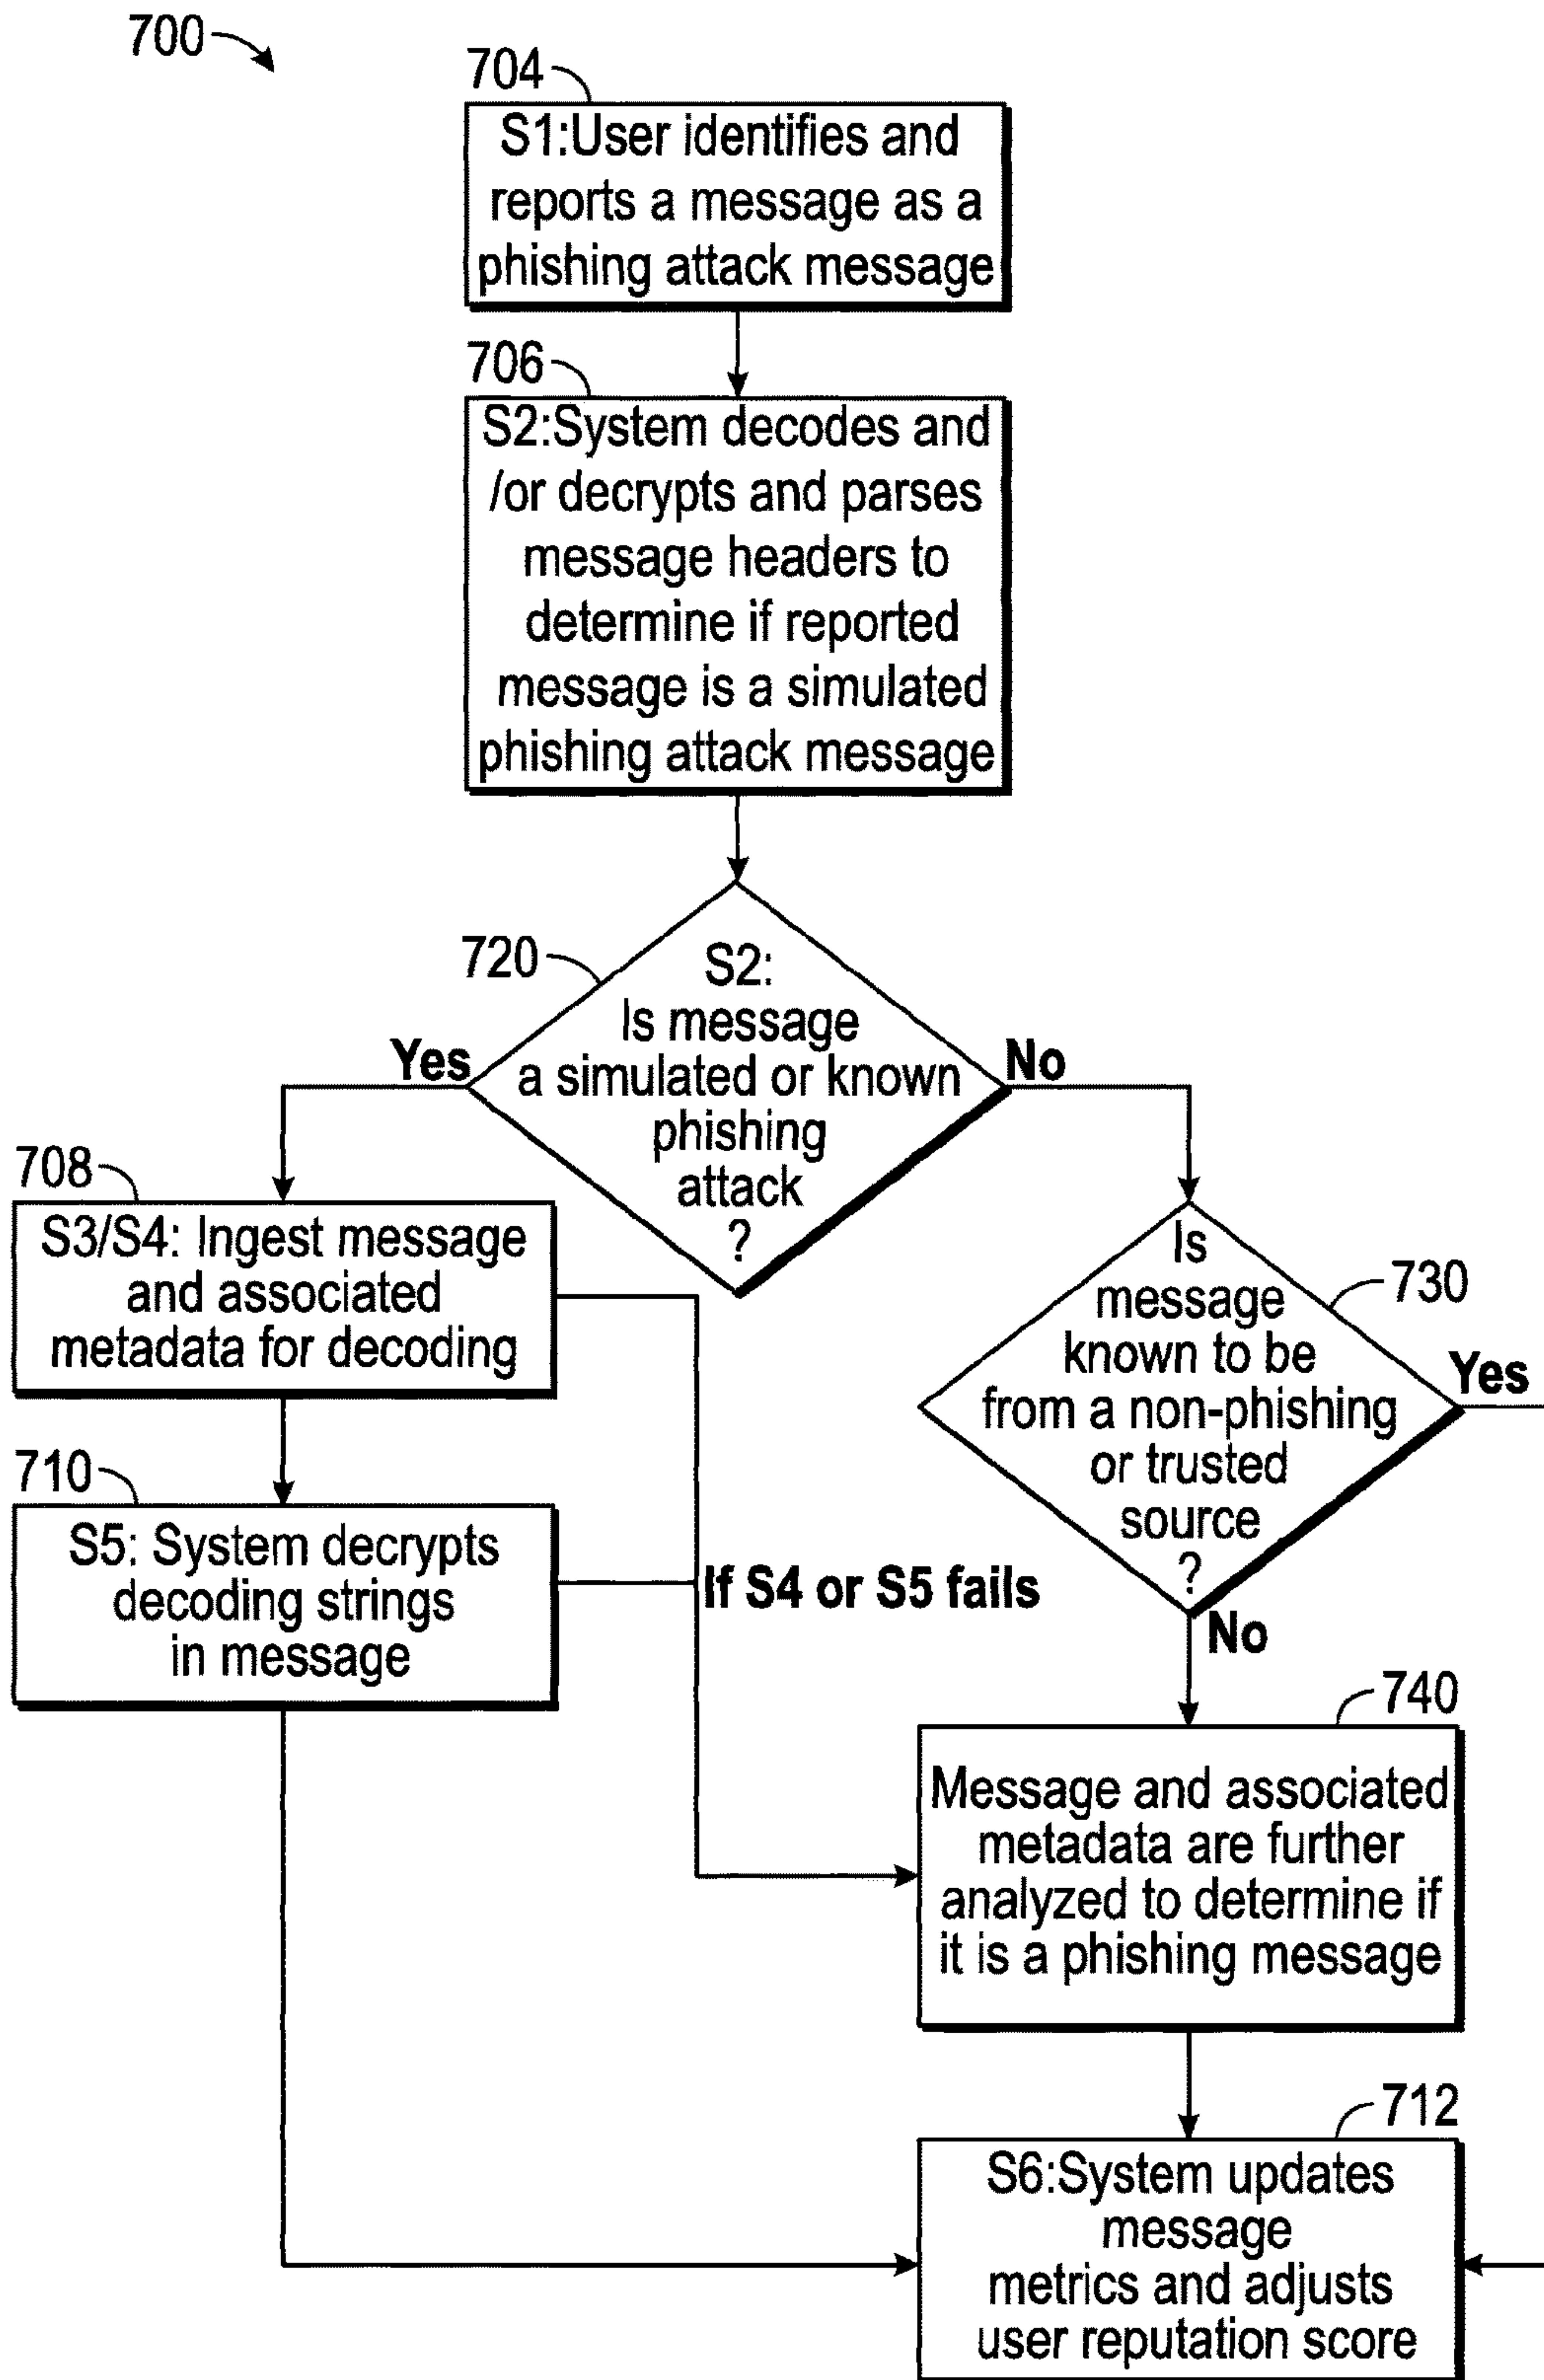 700
704
S1:User identifies and
reports a message as a
phishing attack message
706
S2:System decodes and
/or decrypts and parses
message headers to
determine if reported
message is a simulated
phishing attack message
720
S2:
Is message
a simulated or known
phishing
attack
?
Yes
No
708
S3/S4: Ingest message
and associated
metadata for decoding
730
Is
message
known to be
from a non-phishing
or trusted
source
?
Yes
No
710
S5: System decrypts
decoding strings
in message
If S4 or S5 fails
740
Message and associated
metadata are further
analyzed to determine if
it is a phishing message
712
S6:System updates
message
metrics and adjusts
user reputation score